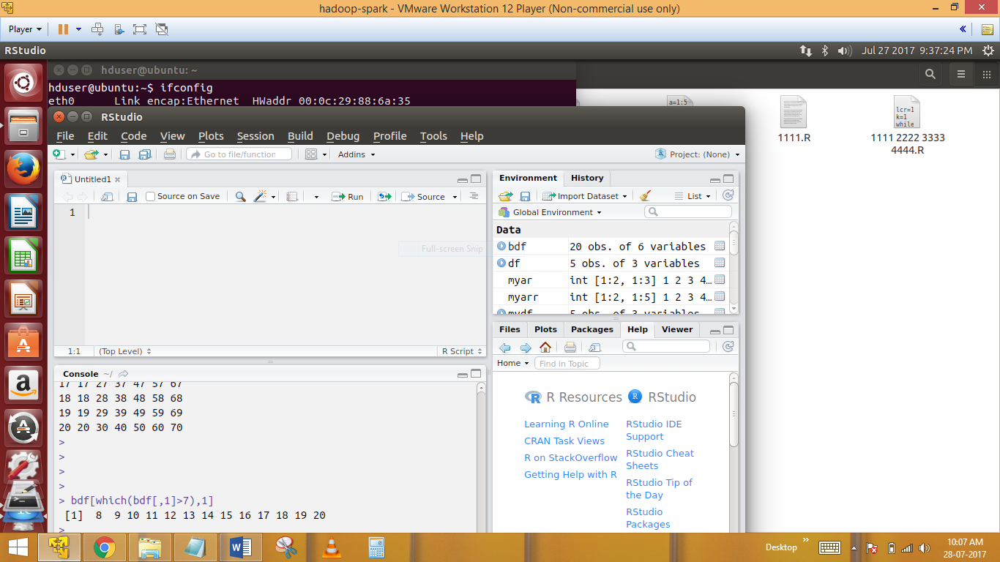 hadoop-spark - VMware Workstation 12 Player (Non-commercial use only)
Player
RStudio
Jul 27 2017 9:37:24 PM
hduser@ubuntu: ~
hduser@ubuntu:~$ ifconfig
eth0 Link encap:Ethernet HWaddr 00:0c:29:88:6a:35
a=1:5
lcr=1
k=1
while
1111.R
1111 2222 3333
4444.R
RStudio
File Edit Code View Plots Session Build Debug Profile Tools Help
Go to file/function
Addins
Project: (None)
Untitled1
Source on Save
Run
Source
1
Full-screen Snip
1:1
(Top Level)
R Script
Environment
History
Import Dataset
List
Global Environment
Data
bdf 20 obs. of 6 variables
df 5 obs. of 3 variables
myar int [1:2, 1:3] 1 2 3 4…
myarr int [1:2, 1:5] 1 2 3 4…
mydf 5 obs. of 3 variables
Files Plots Packages Help Viewer
Home
Find in Topic
R Resources
R RStudio
Learning R Online
CRAN Task Views
R on StackOverflow
Getting Help with R
RStudio IDE
Support
RStudio Cheat
Sheets
RStudio Tip of
the Day
RStudio
Packages
Console ~/
17 17 27 37 47 57 67
18 18 28 38 48 58 68
19 19 29 39 49 59 69
20 20 30 40 50 60 70
>
>
>
>
> bdf[which(bdf[,1]>7),1]
[1] 8 9 10 11 12 13 14 15 16 17 18 19 20
>
Desktop
10:07 AM
28-07-2017